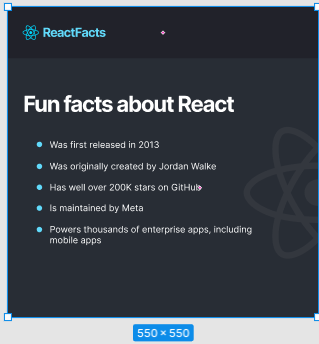 ReactFacts
Fun facts about React
Was first released in 2013
Was originally created by Jordan Walke
Has well over 200K stars on GitHub
Is maintained by Meta
Powers thousands of enterprise apps, including
mobile apps
550 × 550